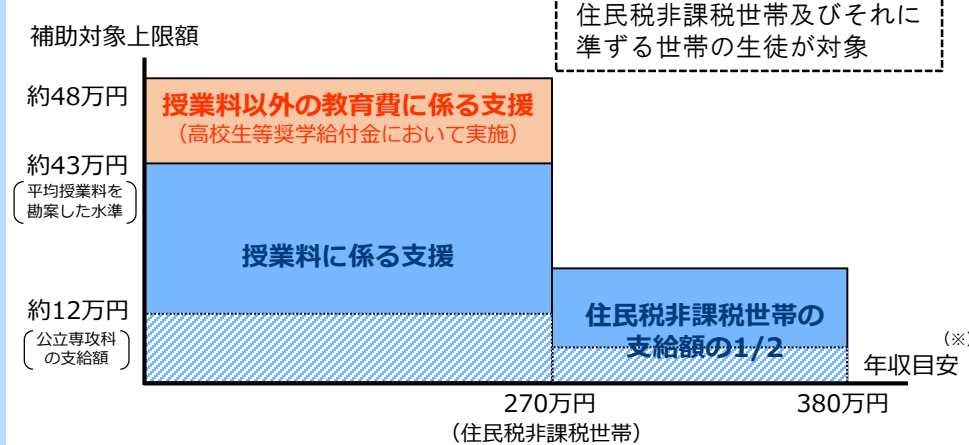 住民税非課税世帯及びそれに
準ずる世帯の生徒が対象
補助対象上限額
約48万円
授業料以外の教育費に係る支援
（高校生等奨学給付金において実施）
約43万円
平均授業料を
勘案した水準
授業料に係る支援
約12万円
公立専攻科
の支給額
住民税非課税世帯の
支給額の1/2
（※）
年収目安
270万円
380万円
（住民税非課税世帯）